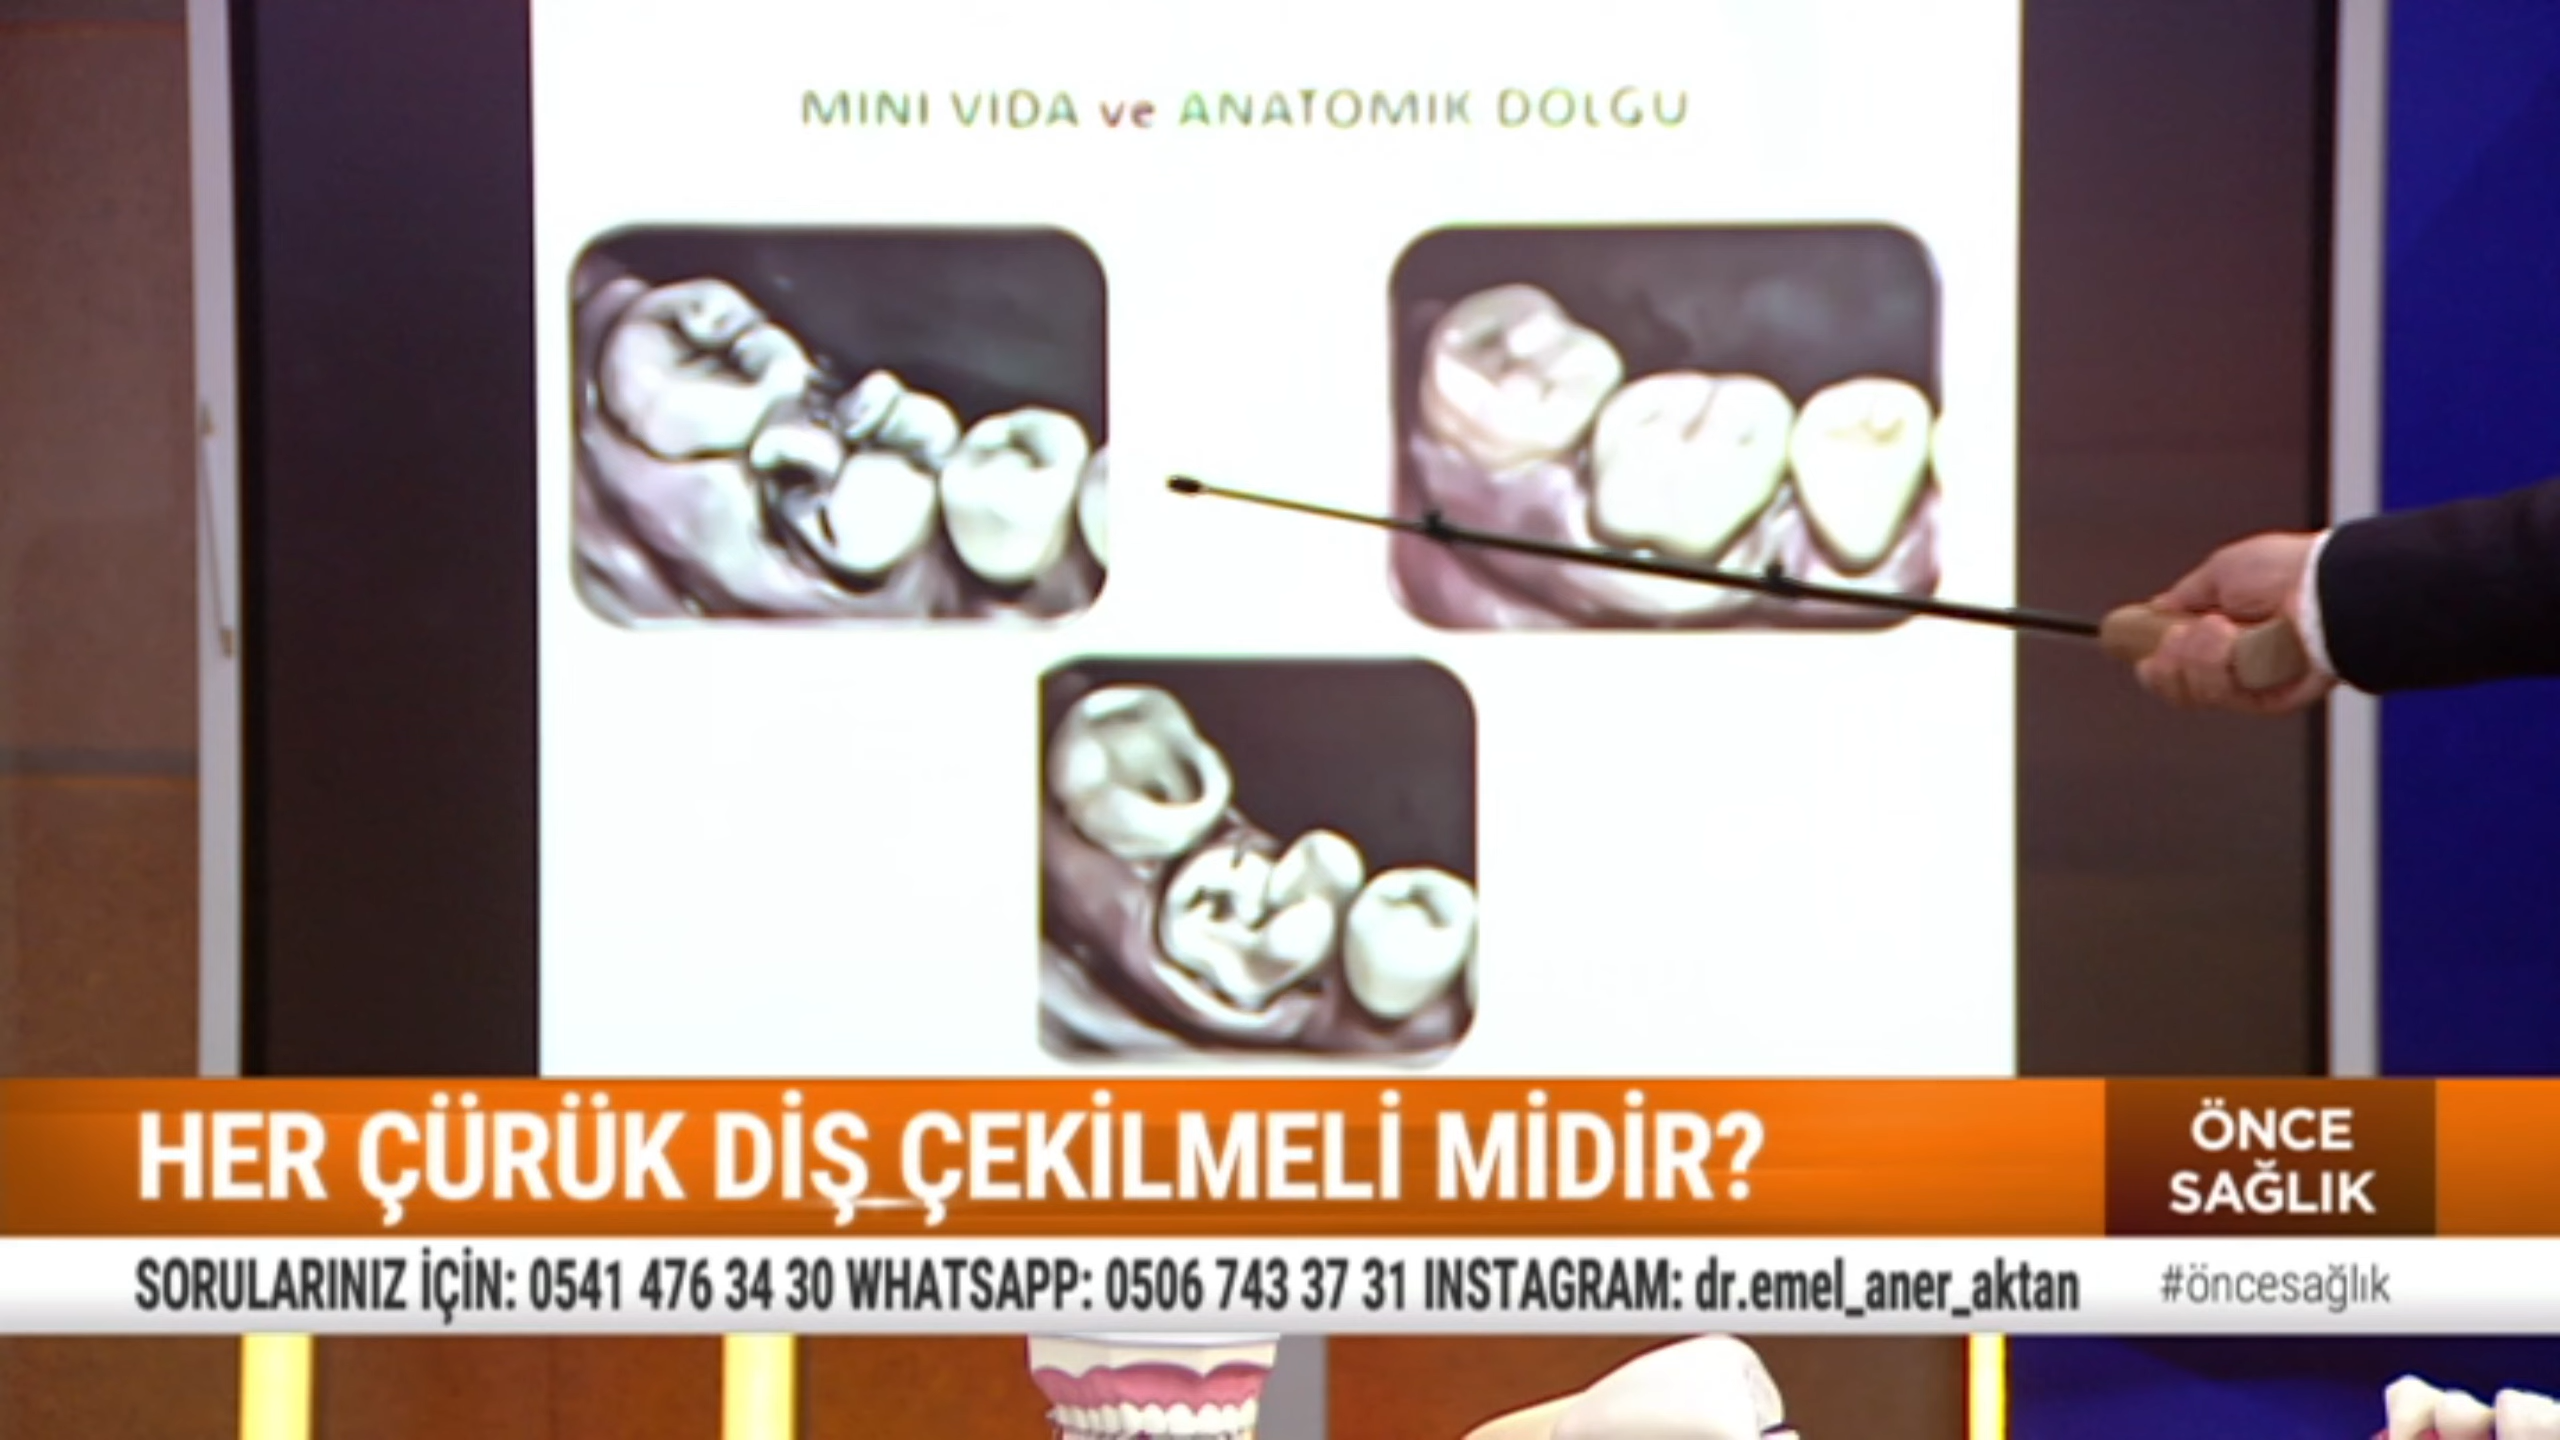 MINI VIDA ve ANATOMIK DOLGU
HER ÇÜRÜK DİŞ ÇEKİLMELİ MİDİR?
ÖNCE
SAĞLIK
SORULARINIZ İÇİN: 0541 476 34 30 WHATSAPP: 0506 743 37 31 INSTAGRAM: dr.emel_aner_aktan
#öncesağlık